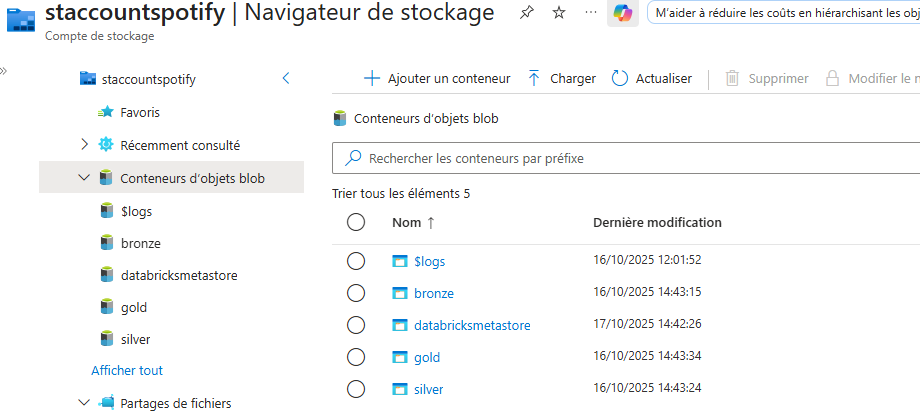 staccountspotify | Navigateur de stockage
Compte de stockage
M'aider à réduire les coûts en hiérarchisant les obj
staccountspotify
Favoris
Récemment consulté
Conteneurs d'objets blob
$logs
bronze
databricksmetastore
gold
silver
Afficher tout
Partages de fichiers
Ajouter un conteneur
Charger
Actualiser
Supprimer
Modifier le n
Conteneurs d'objets blob
Rechercher les conteneurs par préfixe
Trier tous les éléments 5
Nom ↑ Dernière modification
$logs 16/10/2025 12:01:52
bronze 16/10/2025 14:43:15
databricksmetastore 17/10/2025 14:42:26
gold 16/10/2025 14:43:34
silver 16/10/2025 14:43:24